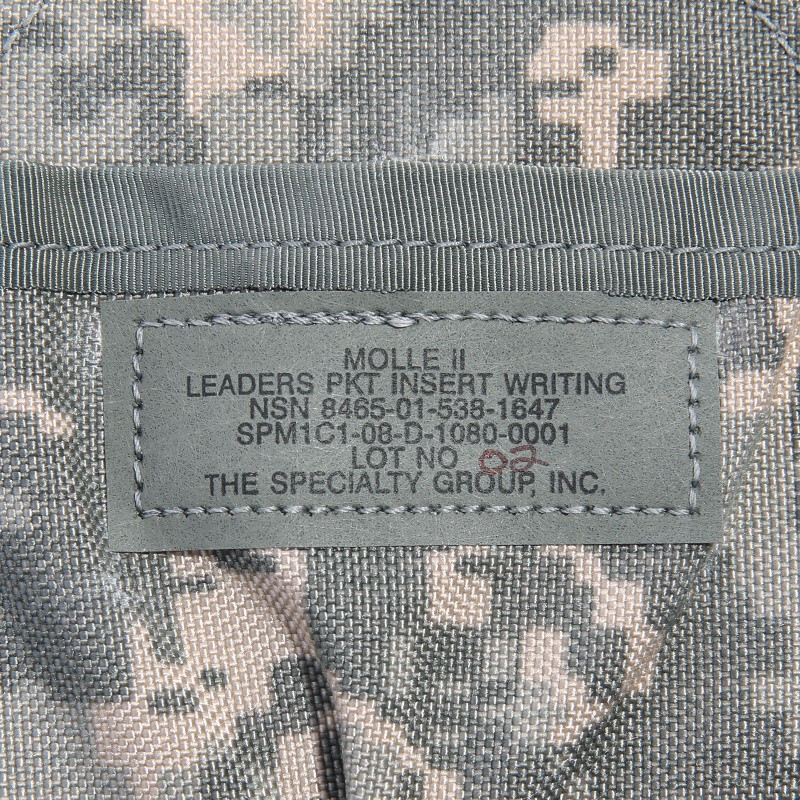 MOLLE II
LEADERS PKT INSERT WRITING
NSN 8465-01-538-1647
SPM1C1-08-D-1080-0001
LOT NO 02
THE SPECIALTY GROUP, INC.